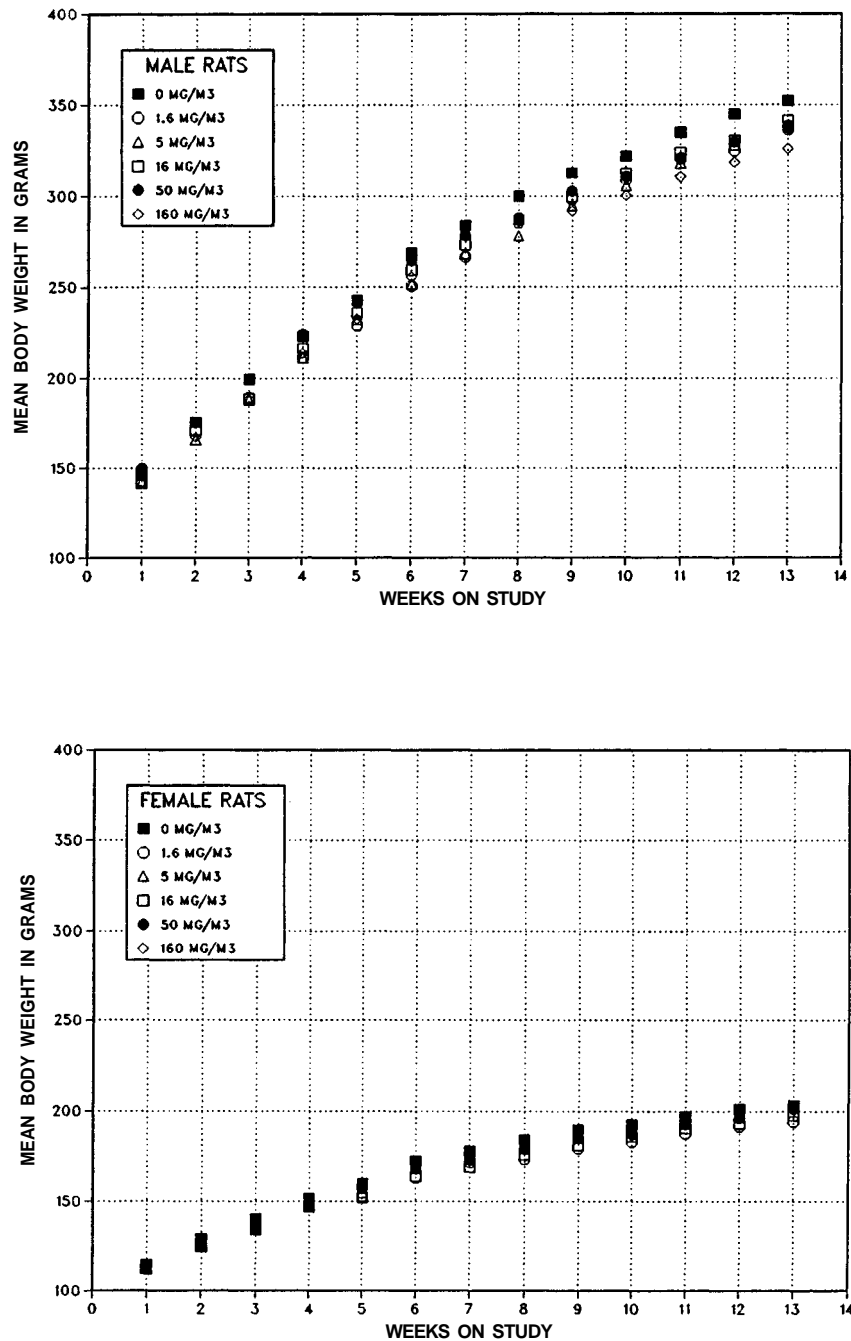 400
350
300
250
200
150
100
MEAN BODY WEIGHT IN GRAMS
MALE RATS
0 MG/M3
1.6 MG/M3
5 MG/M3
16 MG/M3
50 MG/M3
160 MG/M3
0 1 2 3 4 5 6 7 8 9 10 11 12 13 14
WEEKS ON STUDY
400
350
300
250
200
150
100
MEAN BODY WEIGHT IN GRAMS
FEMALE RATS
0 MG/M3
1.6 MG/M3
5 MG/M3
16 MG/M3
50 MG/M3
160 MG/M3
0 1 2 3 4 5 6 7 8 9 10 11 12 13 14
WEEKS ON STUDY